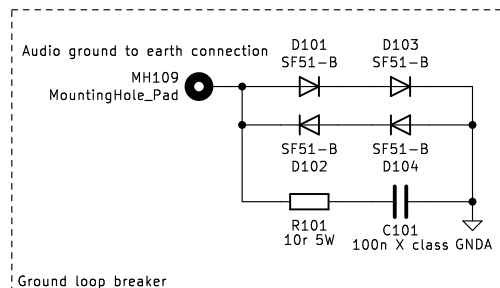 Audio ground to earth connection
MH109
MountingHole_Pad
D101
SF51-B
D103
SF51-B
SF51-B
D102
SF51-B
D104
R101
10r 5W
C101
100n X class
GNDA
Ground loop breaker